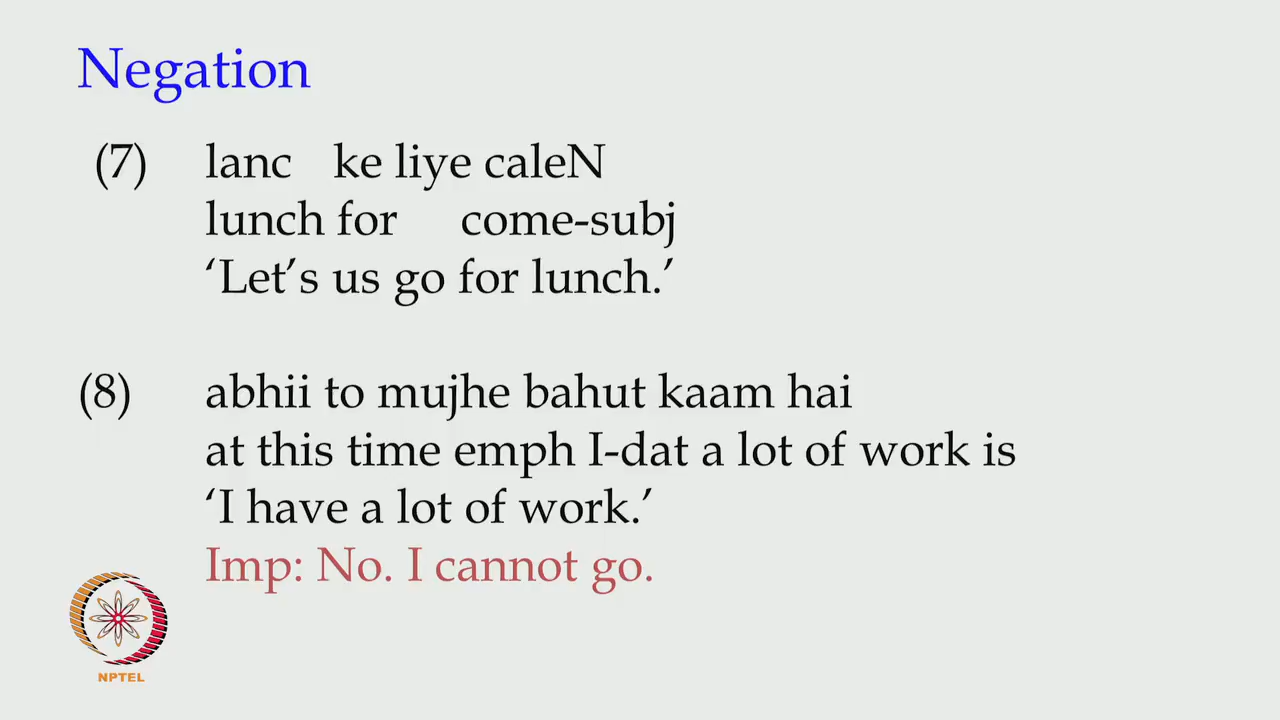 Negation
(7) lanc ke liye caleN
lunch for come-subj
‘Let’s us go for lunch.’
(8) abhii to mujhe bahut kaam hai
at this time emph I-dat a lot of work is
‘I have a lot of work.’
Imp: No. I cannot go.
NPTEL